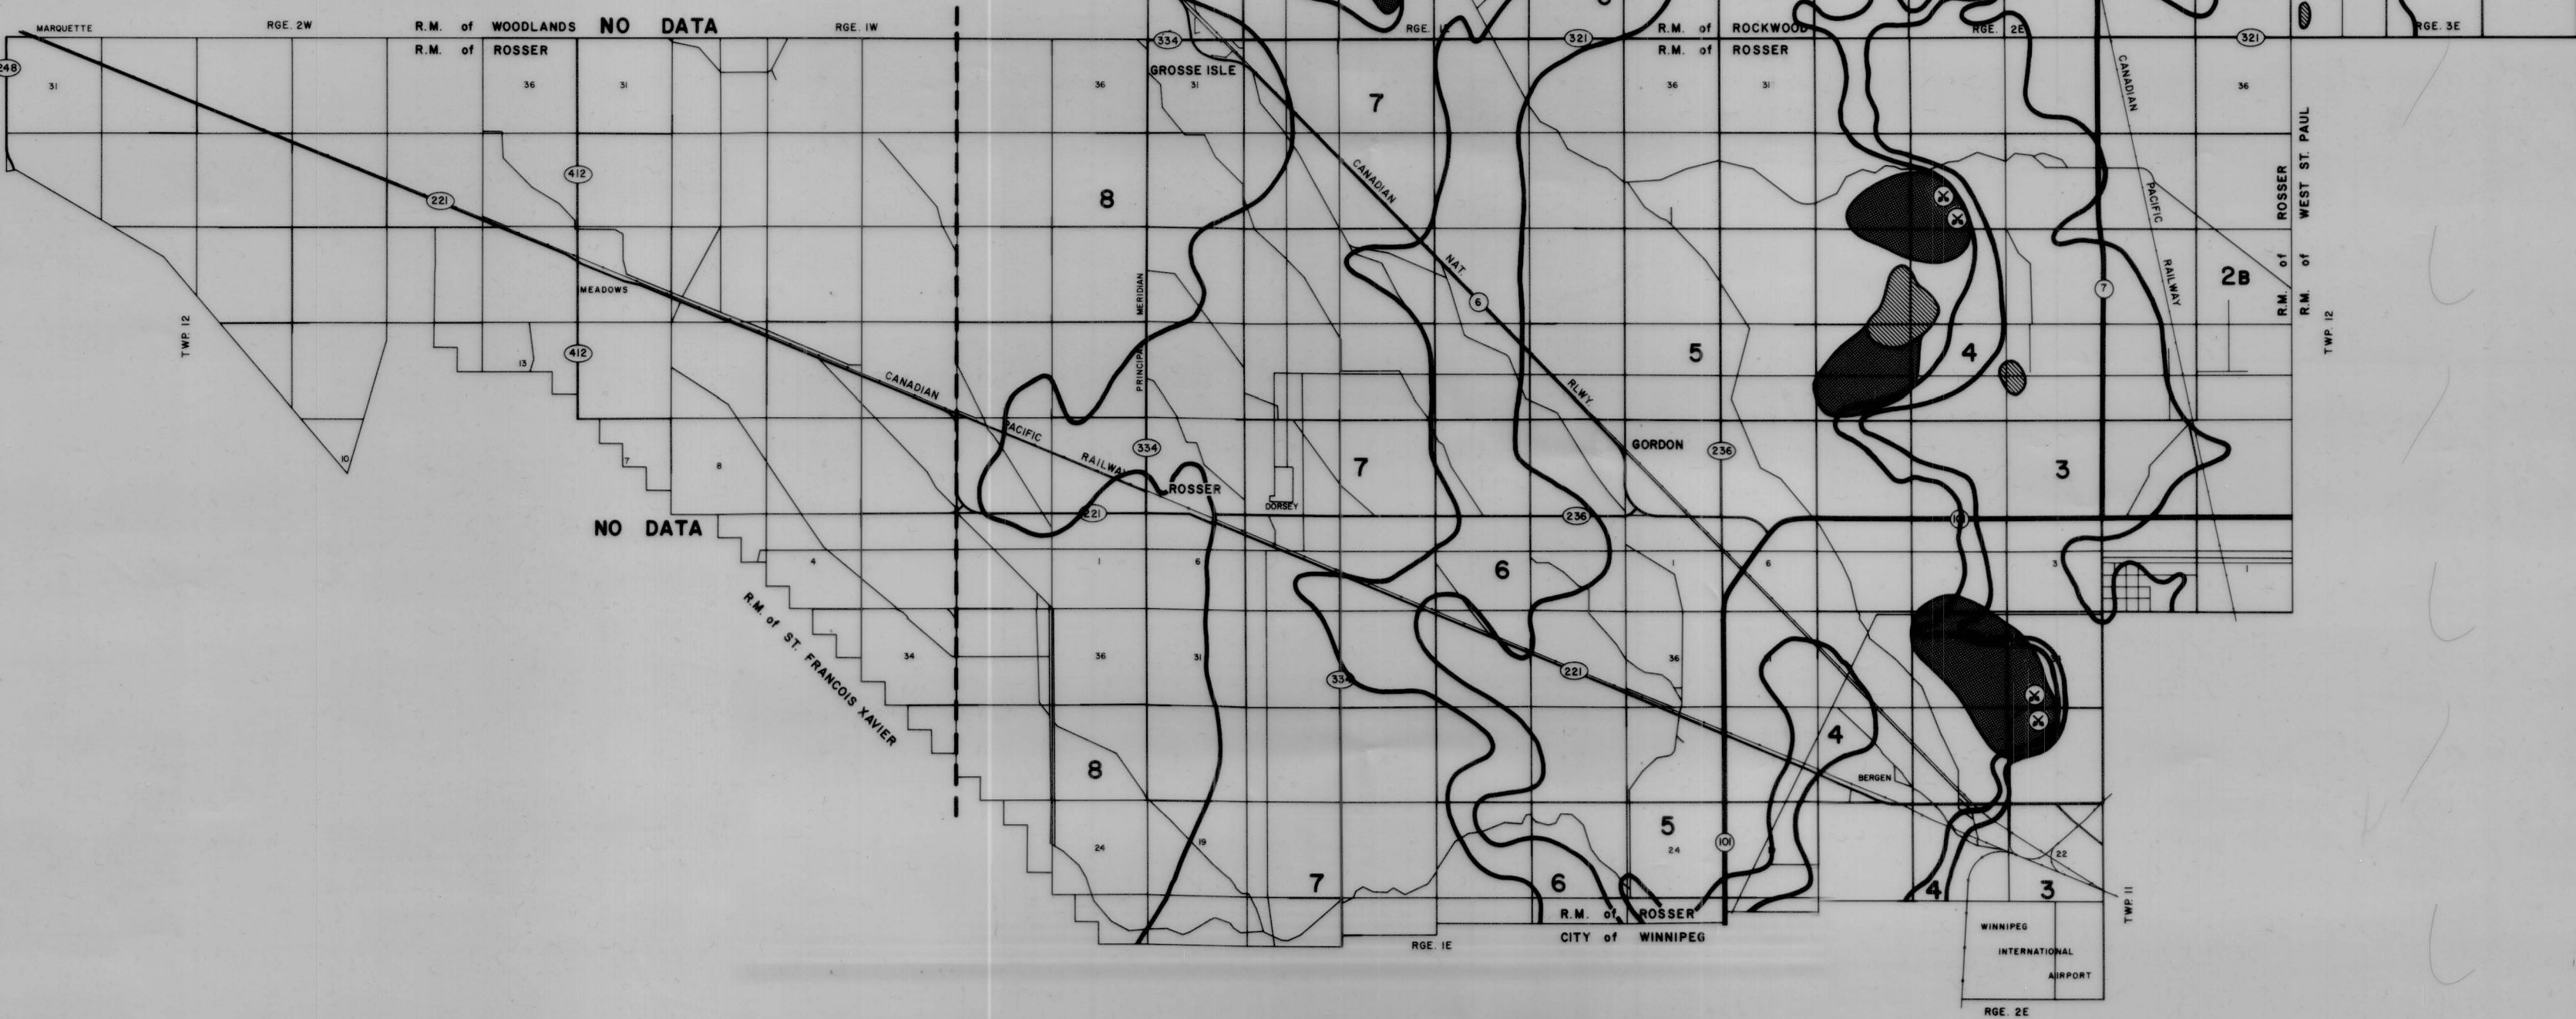 MARQUETTE
RGE. 2W
R.M. of WOODLANDS
NO DATA
RGE. 1W
R.M. of ROSSER
334
RGE. 1E
321
R.M. of ROCKWOOD
R.M. of ROSSER
RGE. 2E
321
RGE. 3E
248
GROSSE ISLE
31
36
31
36
31
7
36
31
CANADIAN
36
412
221
8
CANADIAN
PACIFIC
R.M. of ROSSER
R.M. of WEST ST. PAUL
NAT.
2B
RAILWAY
MEADOWS
PRINCIPAL MERIDIAN
6
7
TWP. 12
TWP. 12
412
13
5
4
CANADIAN
RLWY.
PACIFIC
334
GORDON
236
10
7
8
RAILWAY
7
3
ROSSER
DORSEY
221
236
101
NO DATA
4
1
6
6
1
6
3
1
R.M. of ST. FRANCOIS XAVIER
34
36
31
334
221
36
4
8
BERGEN
5
101
24
19
24
22
7
6
4
3
TWP. 11
R.M. of ROSSER
CITY of WINNIPEG
RGE. 1E
WINNIPEG
INTERNATIONAL
AIRPORT
RGE. 2E